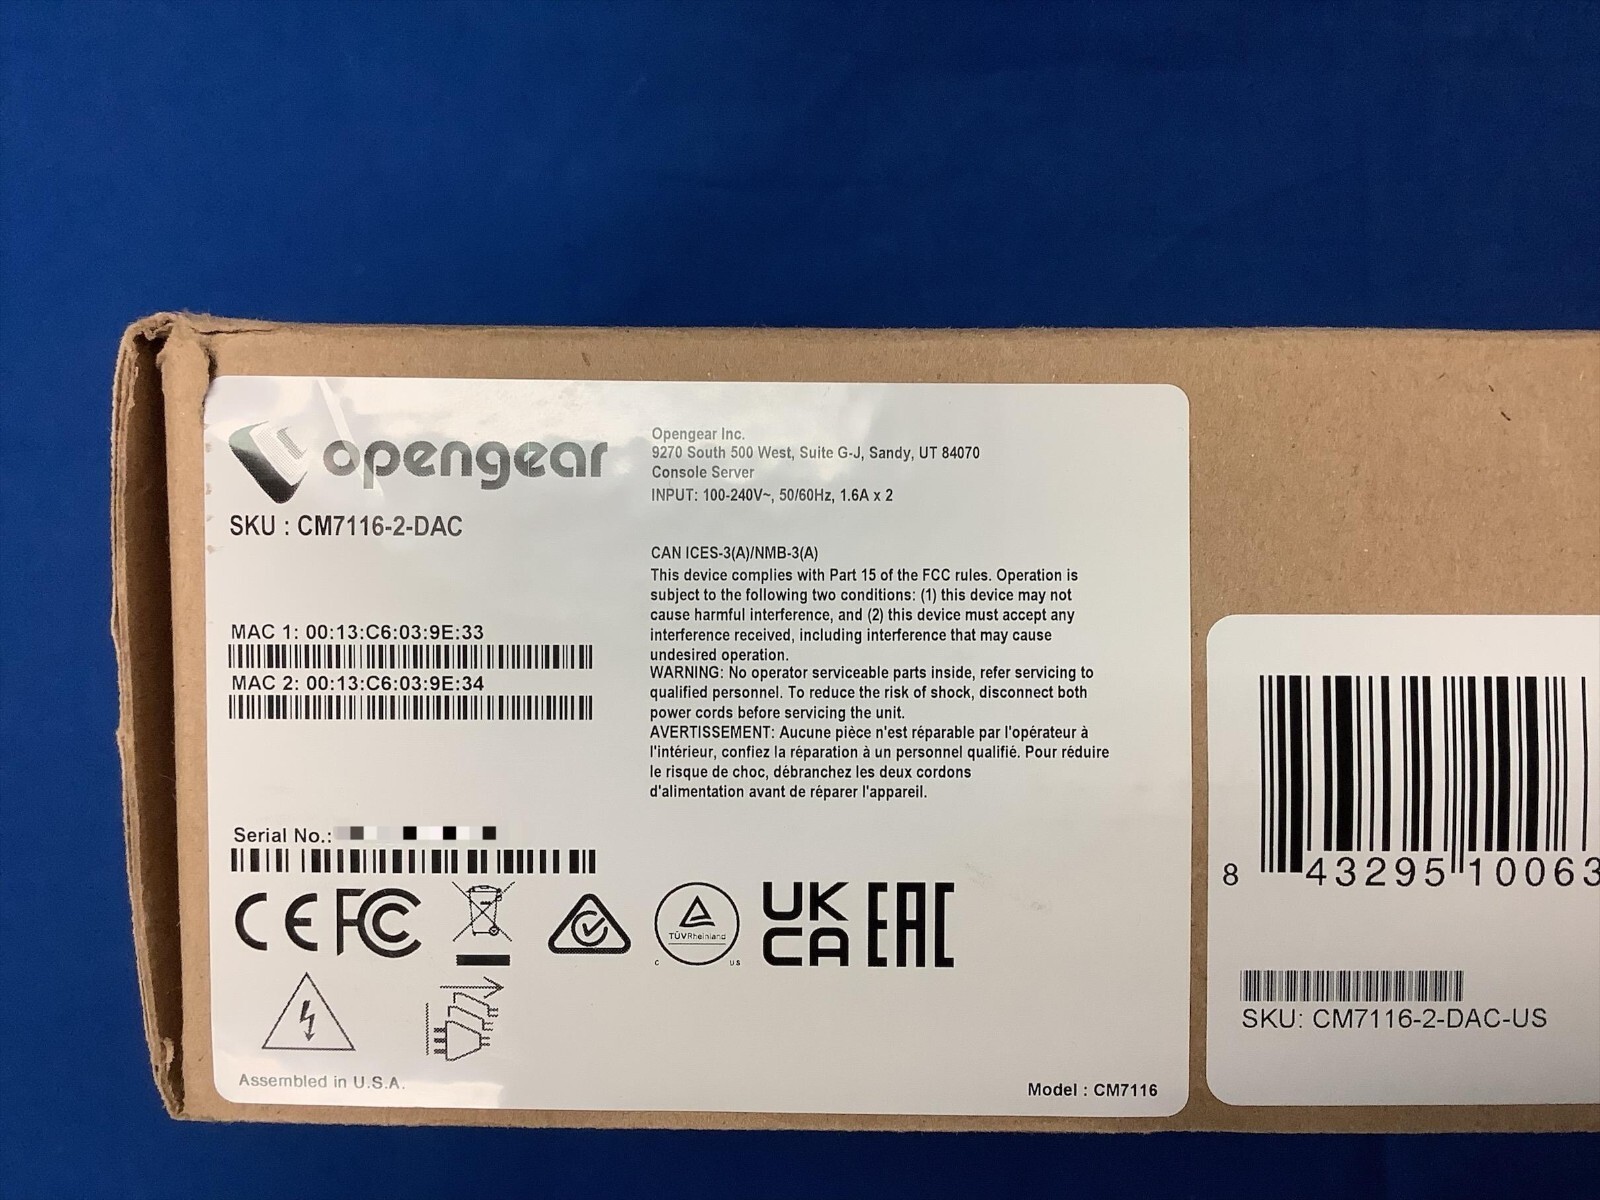 opengear
SKU : CM7116-2-DAC
MAC 1: 00:13:C6:03:9E:33
MAC 2: 00:13:C6:03:9E:34
Serial No.:
CE FC
TÜVRheinland
C US
UK
CA
EAC
Assembled in U.S.A.
Opengear Inc.
9270 South 500 West, Suite G-J, Sandy, UT 84070
Console Server
INPUT: 100-240V~, 50/60Hz, 1.6A x 2
CAN ICES-3(A)/NMB-3(A)
This device complies with Part 15 of the FCC rules. Operation is
subject to the following two conditions: (1) this device may not
cause harmful interference, and (2) this device must accept any
interference received, including interference that may cause
undesired operation.
WARNING: No operator serviceable parts inside, refer servicing to
qualified personnel. To reduce the risk of shock, disconnect both
power cords before servicing the unit.
AVERTISSEMENT: Aucune pièce n'est réparable par l'opérateur à
l'intérieur, confiez la réparation à un personnel qualifié. Pour réduire
le risque de choc, débranchez les deux cordons
d'alimentation avant de réparer l'appareil.
Model : CM7116
8 43295 10063
SKU: CM7116-2-DAC-US